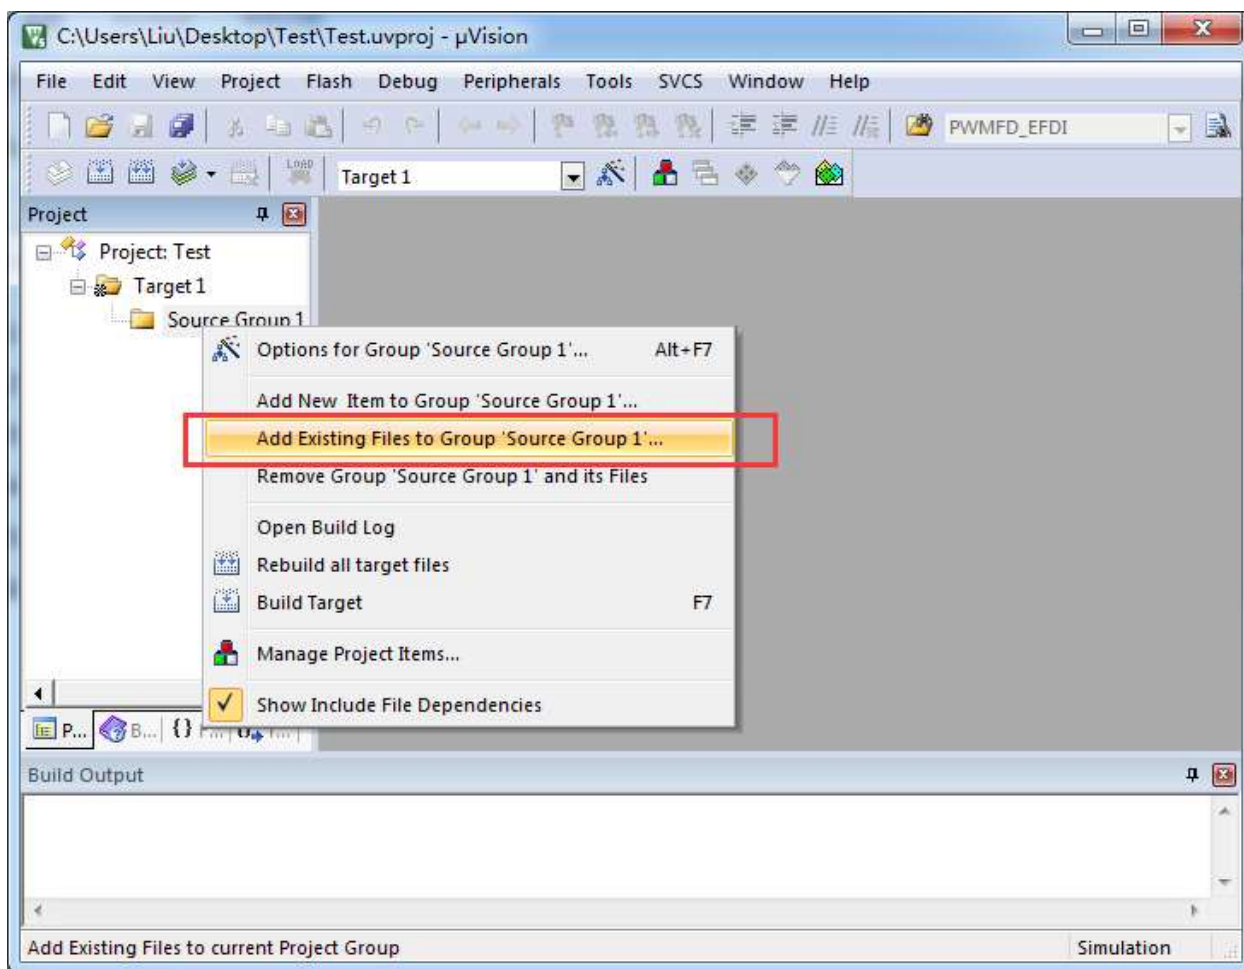 C:\Users\Liu\Desktop\Test\Test.uvproj - µVision
File Edit View Project Flash Debug Peripherals Tools SVCS Window Help
PWMFD_EFDI
LOAD Target 1
Project
Project: Test
Target 1
Source Group 1
Options for Group 'Source Group 1'... Alt+F7
Add New Item to Group 'Source Group 1'...
Add Existing Files to Group 'Source Group 1'...
Remove Group 'Source Group 1' and its Files
Open Build Log
Rebuild all target files
Build Target F7
Manage Project Items...
Show Include File Dependencies
P... B... {}
Build Output
Add Existing Files to current Project Group Simulation